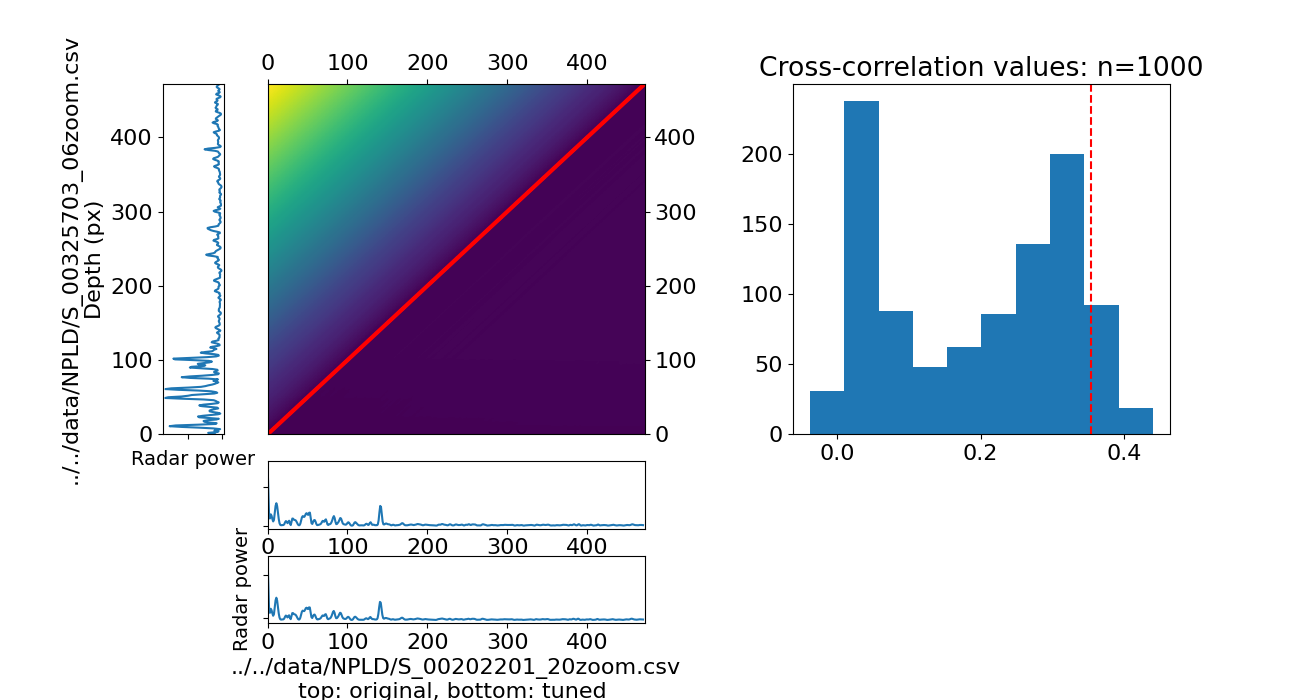 ../../data/NPLD/S_00325703_06zoom.csv
Depth (px)
400
300
200
100
0
Radar power
0 100 200 300 400
400
300
200
100
0
0 100 200 300 400
Radar power
0 100 200 300 400
../../data/NPLD/S_00202201_20zoom.csv
top: original, bottom: tuned
Cross-correlation values: n=1000
200
150
100
50
0
0.0 0.2 0.4